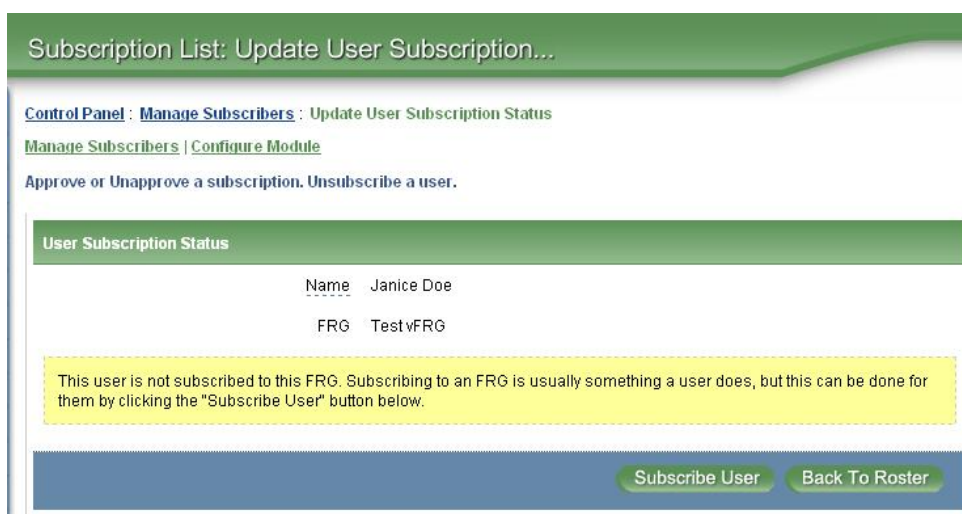 Subscription List: Update User Subscription...
Control Panel : Manage Subscribers : Update User Subscription Status
Manage Subscribers | Configure Module
Approve or Unapprove a subscription. Unsubscribe a user.
User Subscription Status
Name Janice Doe
FRG Test vFRG
This user is not subscribed to this FRG. Subscribing to an FRG is usually something a user does, but this can be done for
them by clicking the "Subscribe User" button below.
Subscribe User Back To Roster